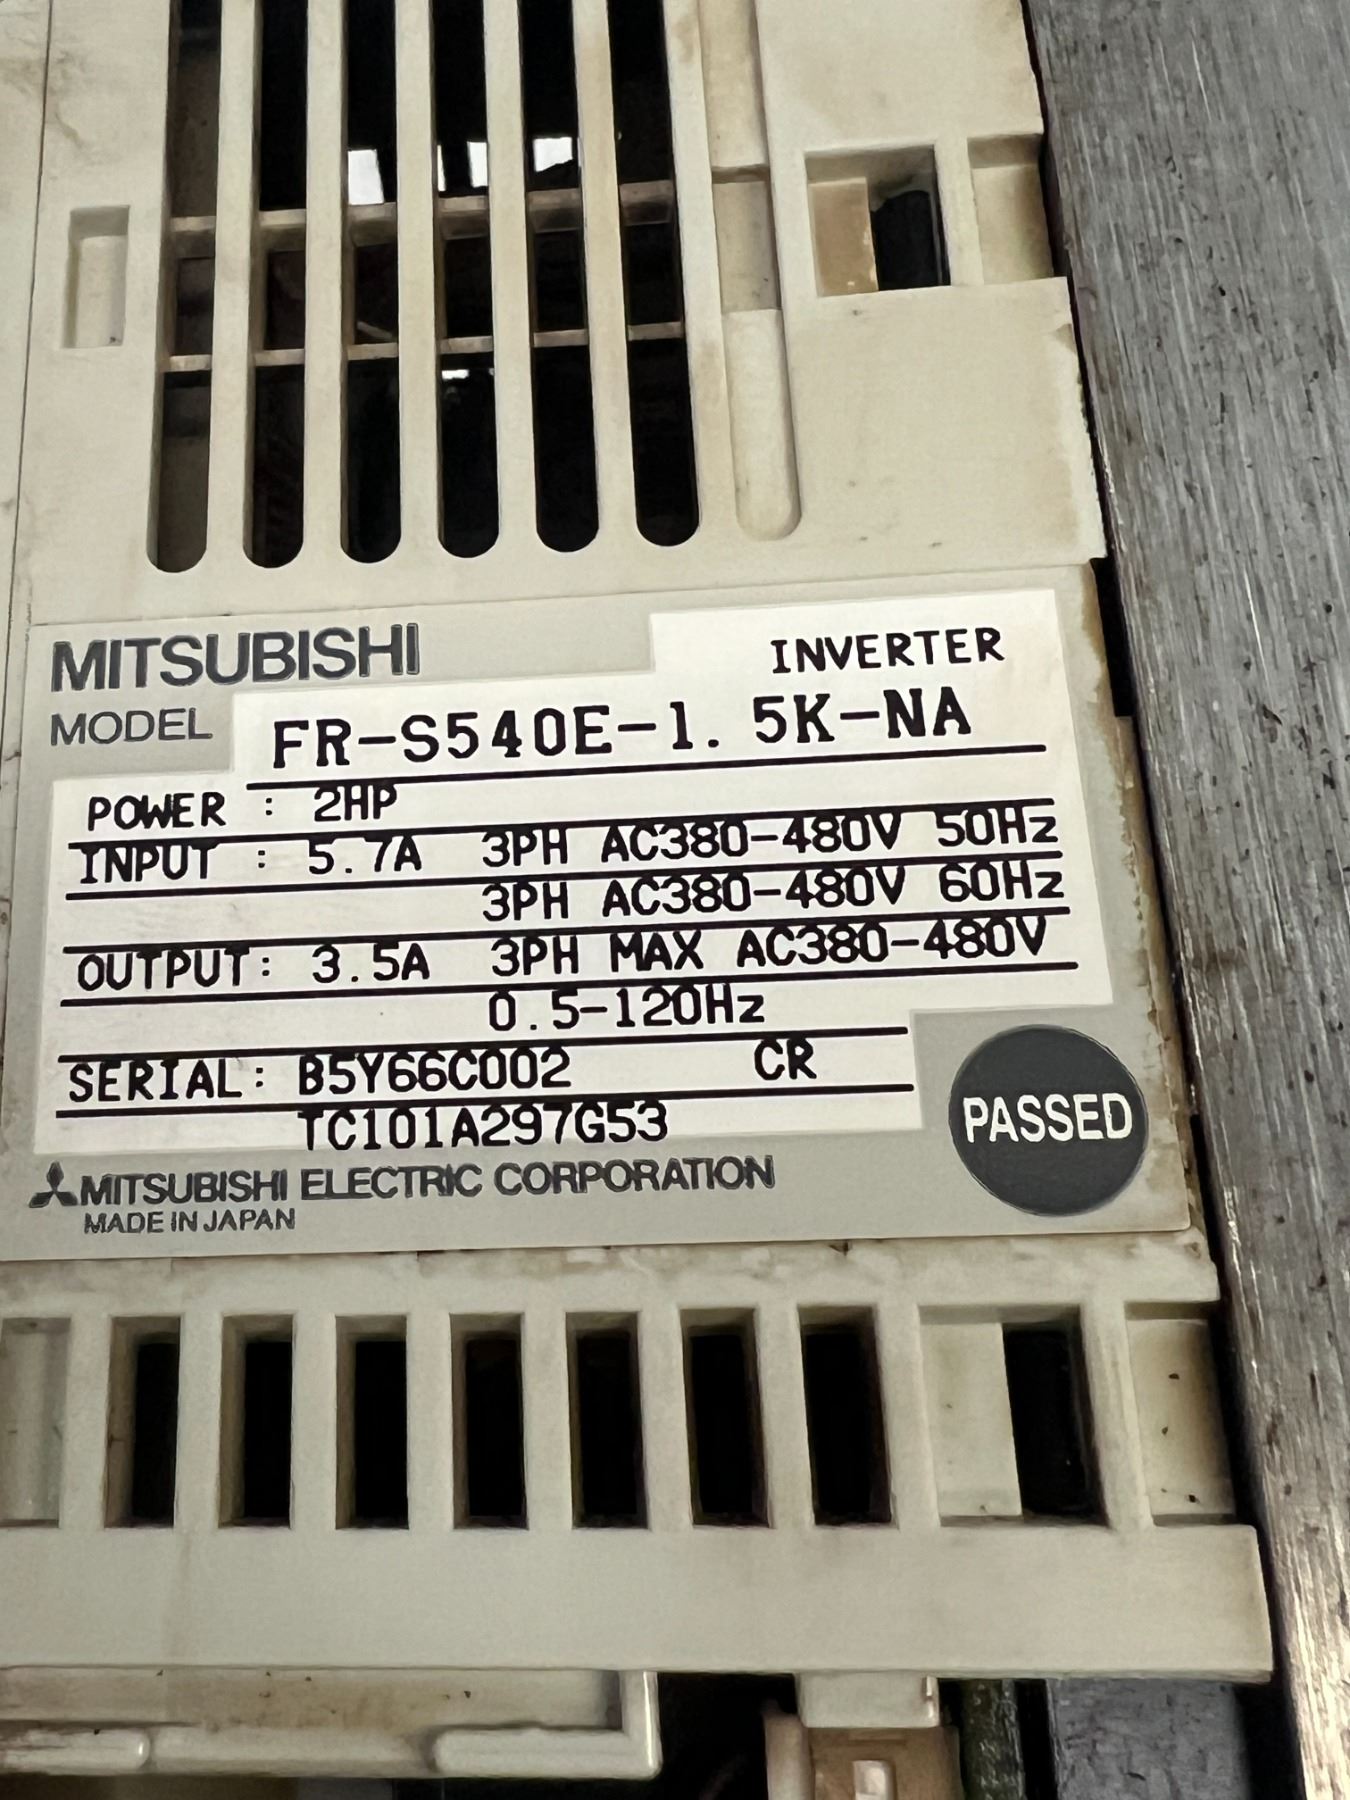 MITSUBISHI INVERTER
MODEL FR-S540E-1.5K-NA
POWER : 2HP
INPUT : 5.7A 3PH AC380-480V 50Hz
3PH AC380-480V 60Hz
OUTPUT: 3.5A 3PH MAX AC380-480V
0.5-120Hz
SERIAL: B5Y66C002 CR
TC101A297G53
PASSED
MITSUBISHI ELECTRIC CORPORATION
MADE IN JAPAN